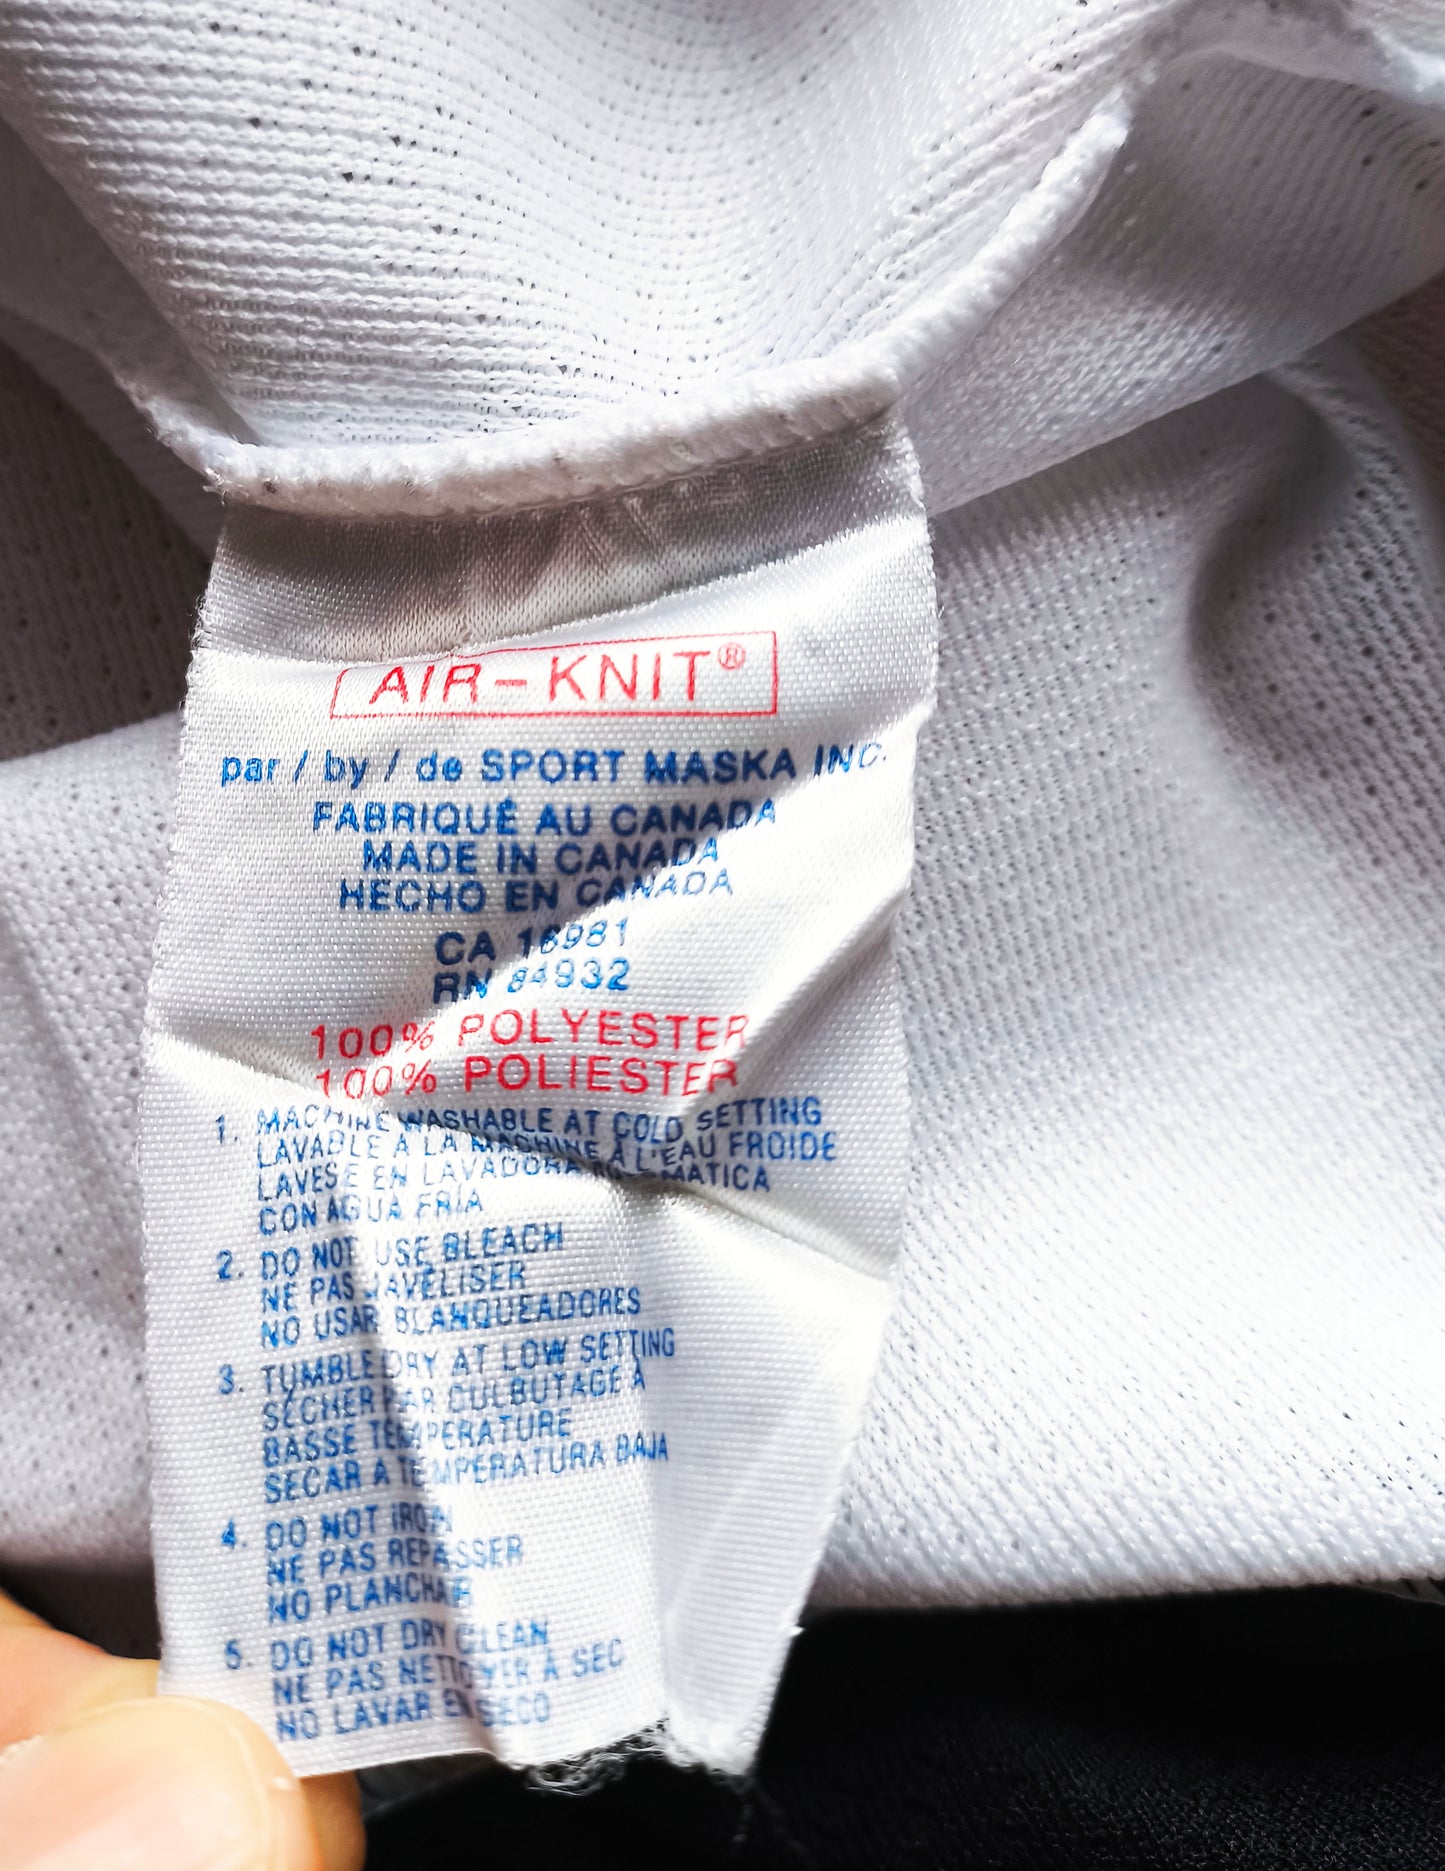 AIR-KNIT®
par / by / de SPORT MASKA INC.
FABRIQUÉ AU CANADA
MADE IN CANADA
HECHO EN CANADA
CA 16981
RN 84932
100% POLYESTER
100% POLIESTER
1. MACHINE WASHABLE AT COLD SETTING
LAVABLE À LA MACHINE À L'EAU FROIDE
LAVESE EN LAVADORA
CON AGUA FRÍA
2. DO NOT USE BLEACH
NE PAS JAVELISER
NO USAR BLANQUEADORES
3. TUMBLE DRY AT LOW SETTING
SÉCHER PAR CULBUTAGE À
BASSE TEMPERATURE
SECAR A TEMPERATURA BAJA
4. DO NOT IRON
NE PAS REPASSER
NO PLANCHAR
5. DO NOT DRY CLEAN
NE PAS NETTOYER À SEC
NO LAVAR EN SECO